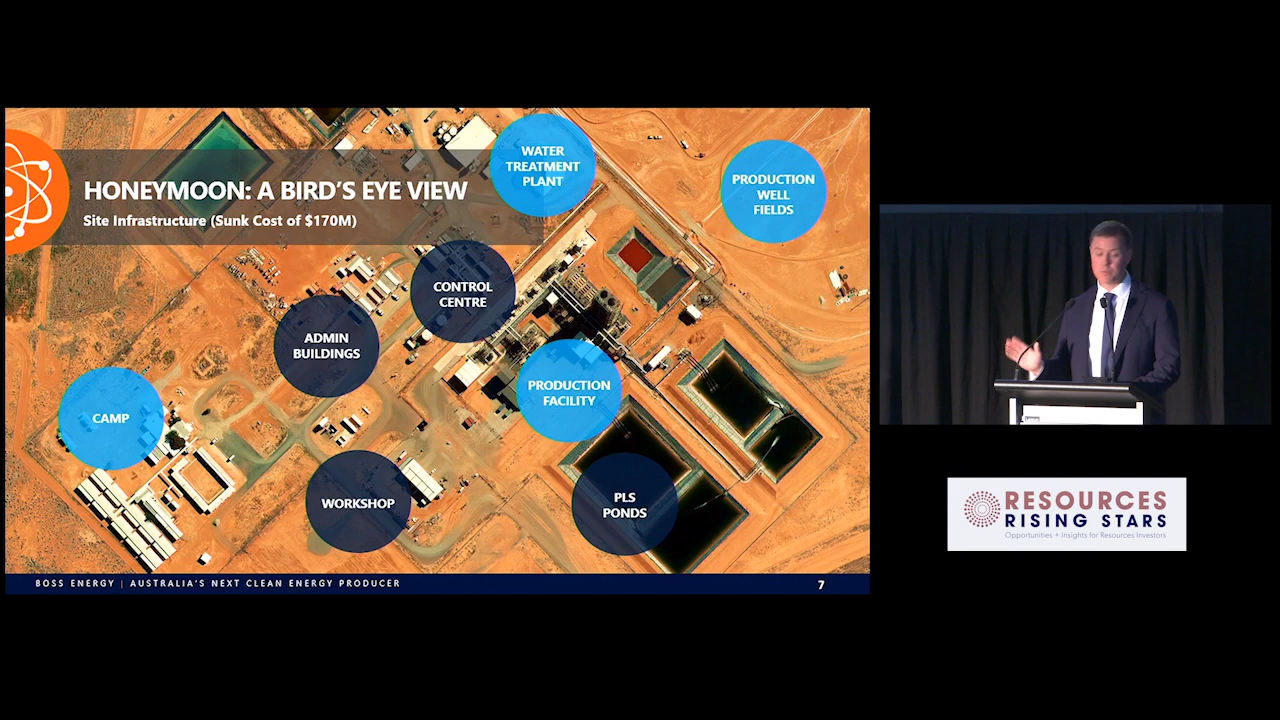 HONEYMOON: A BIRD'S EYE VIEW
Site Infrastructure (Sunk Cost of $170M)
WATER
TREATMENT
PLANT
PRODUCTION
WELL
FIELDS
CONTROL
CENTRE
ADMIN
BUILDINGS
PRODUCTION
FACILITY
CAMP
WORKSHOP
PLS
PONDS
BOSS ENERGY | AUSTRALIA'S NEXT CLEAN ENERGY PRODUCER
7
RESOURCES
RISING STARS
Opportunities + Insights for Resources Investors